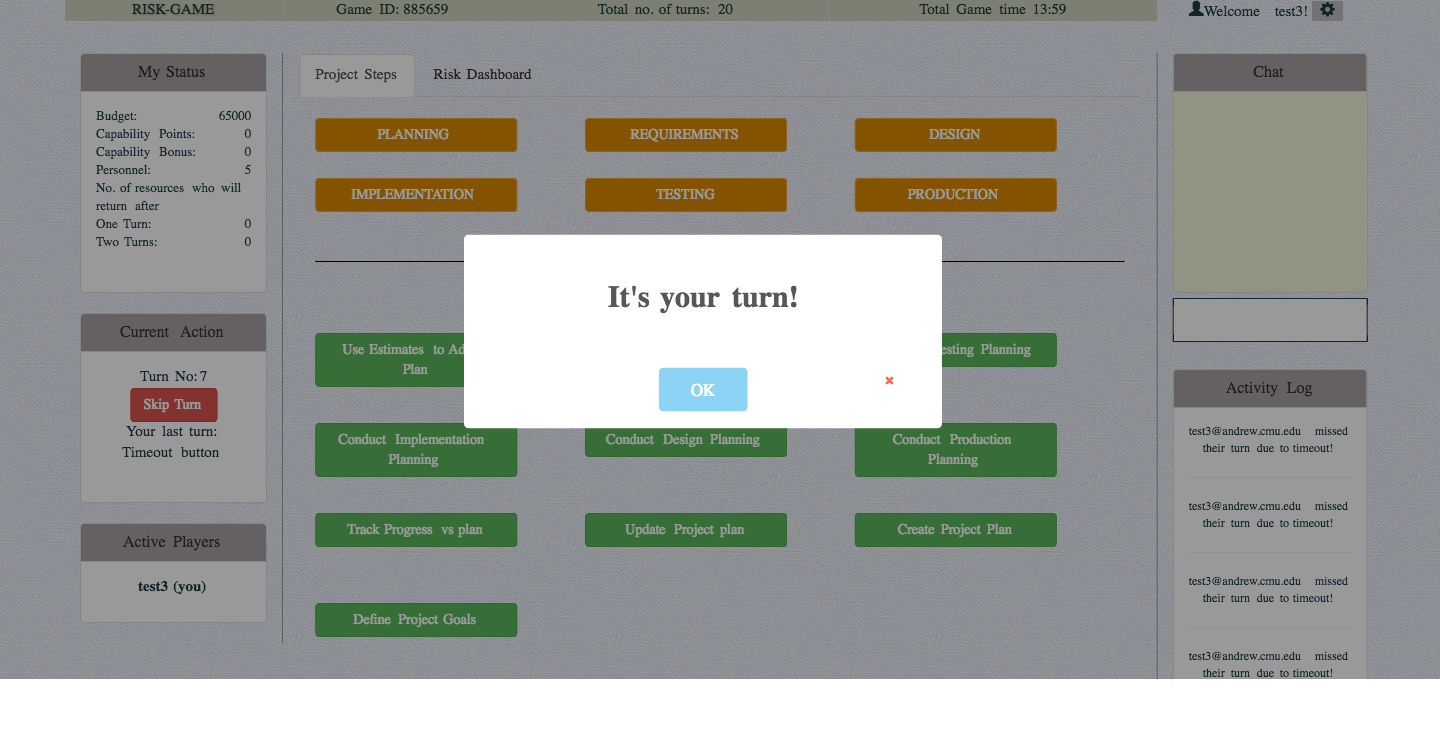 RISK-GAME
Game ID: 885659
Total no. of turns: 20
Total Game time 13:59
Welcome test3!
My Status
Budget: 65000
Capability Points: 0
Capability Bonus: 0
Personnel: 5
No. of resources who will
return after
One Turn: 0
Two Turns: 0
Current Action
Turn No: 7
Skip Turn
Your last turn:
Timeout button
Active Players
test3 (you)
Project Steps
Risk Dashboard
PLANNING
REQUIREMENTS
DESIGN
IMPLEMENTATION
TESTING
PRODUCTION
It's your turn!
OK
Use Estimates to
Plan
Planning
Conduct Implementation
Planning
Conduct Design Planning
Conduct Production
Planning
Track Progress vs plan
Update Project plan
Create Project Plan
Define Project Goals
Chat
Activity Log
test3@andrew.cmu.edu missed
their turn due to timeout!
test3@andrew.cmu.edu missed
their turn due to timeout!
test3@andrew.cmu.edu missed
their turn due to timeout!
test3@andrew.cmu.edu missed
their turn due to timeout!